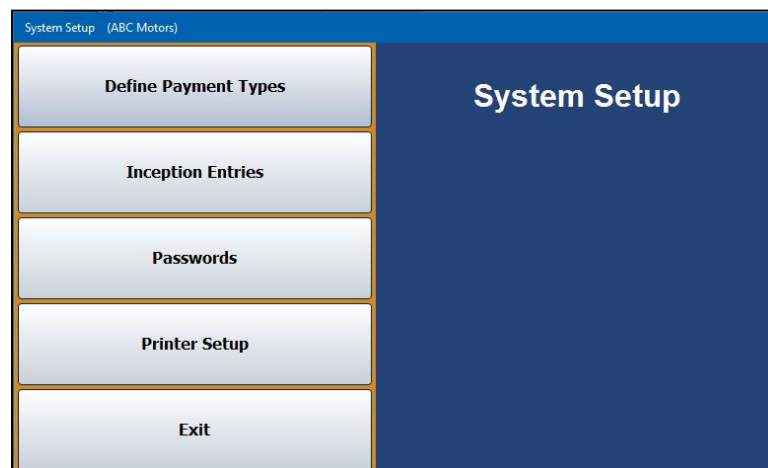 System Setup (ABC Motors)
Define Payment Types
System Setup
Inception Entries
Passwords
Printer Setup
Exit